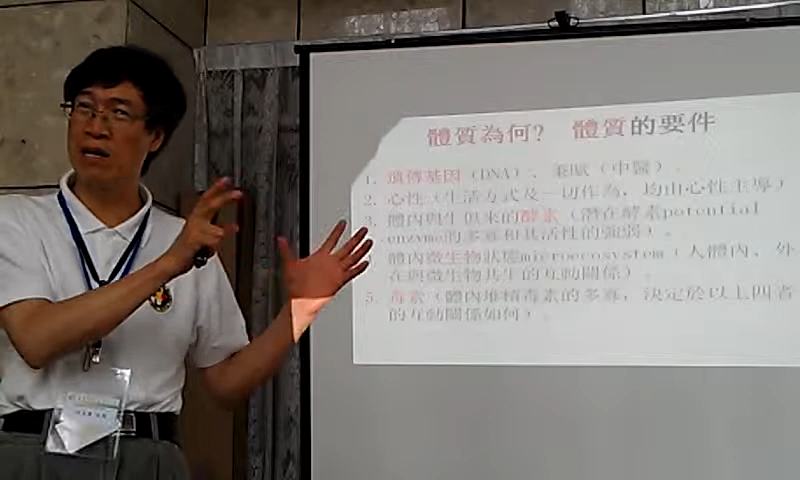 體質為何? 體質的要件
1. 遺傳基因(DNA)、秉賦(中醫).
2. 心性(生活方式及一切作為,均由心性主導)
3. 體內與生俱來的酵素(潛在酵素potential
enzyme的多寡和其活性的強弱)。
體內微生物狀態microecosystem(人體內、外
在與微生物共生的互動關係)。
5. 毒素(體內堆積毒素的多寡,決定於以上四者
的互動關係如何)。